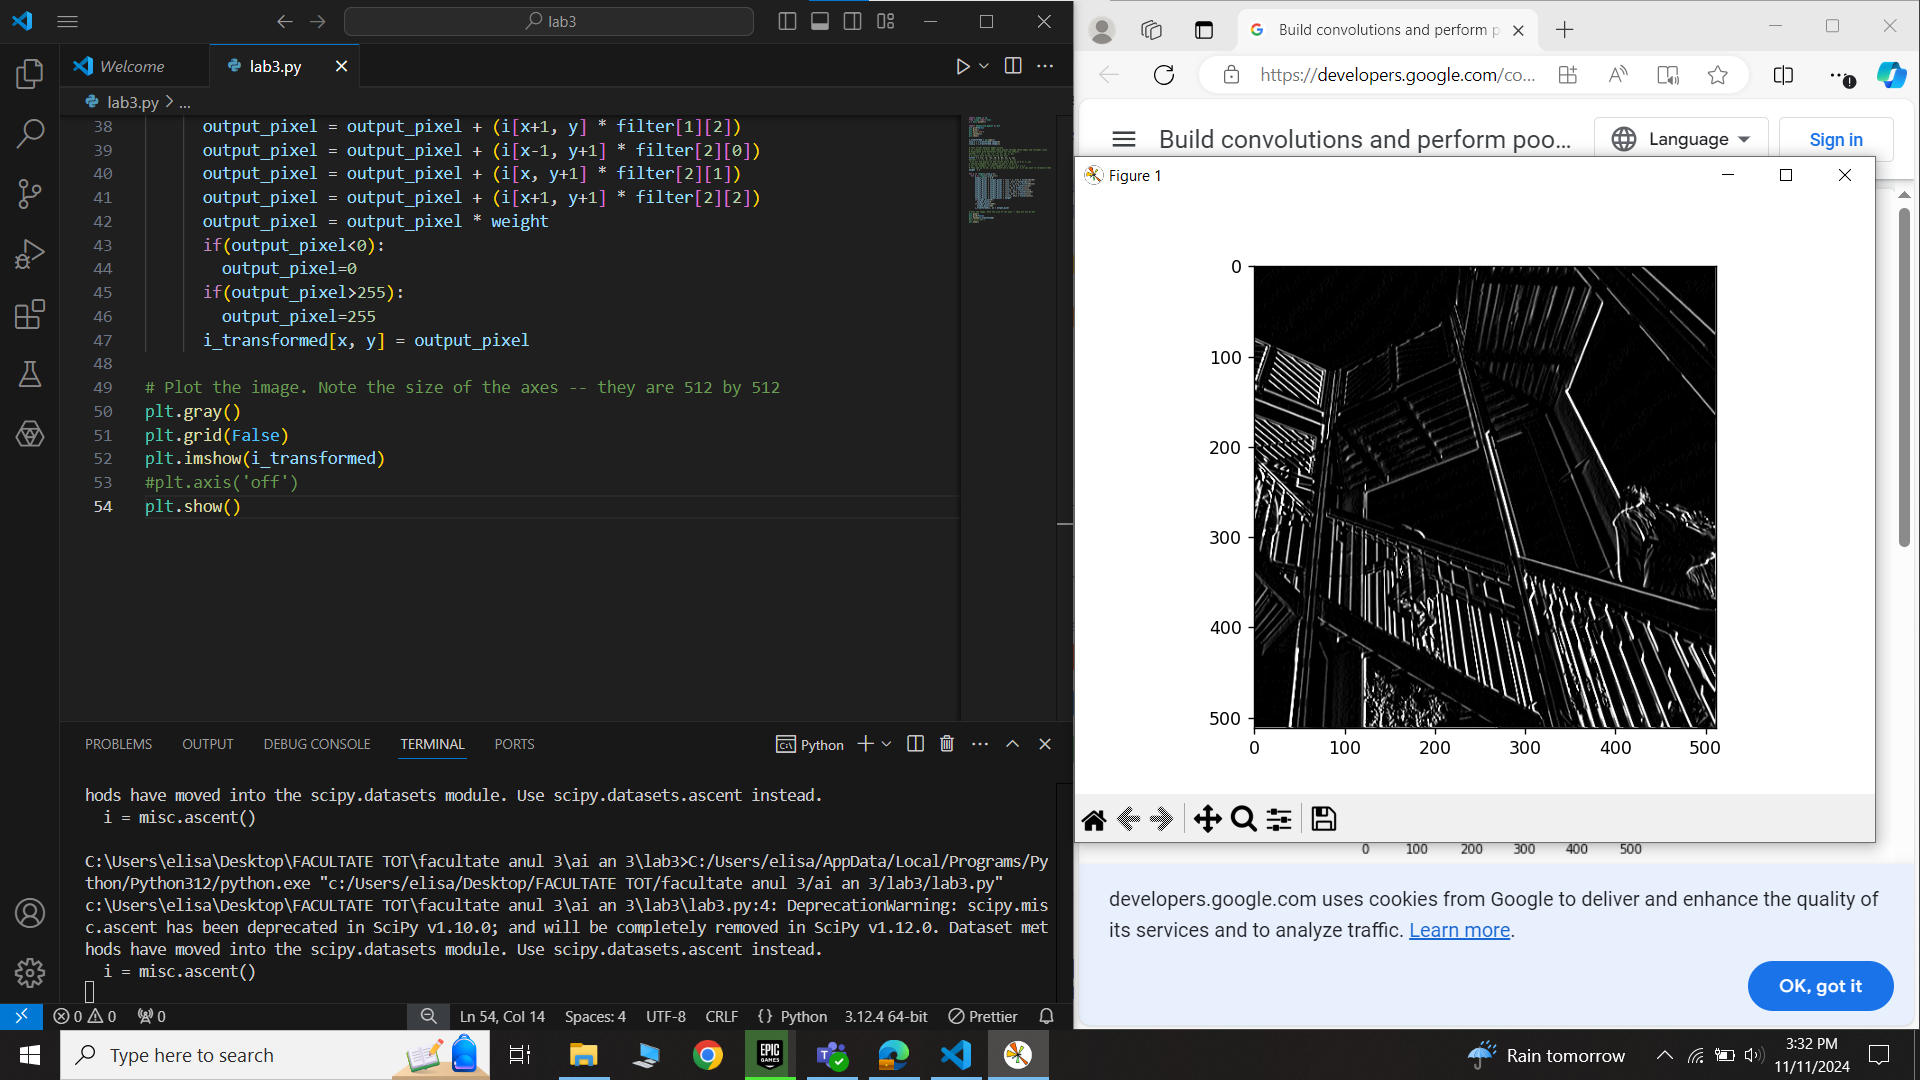 lab3
Welcome
lab3.py
lab3.py > ...
38 output_pixel = output_pixel + (i[x+1, y] * filter[1][2])
39 output_pixel = output_pixel + (i[x-1, y+1] * filter[2][0])
40 output_pixel = output_pixel + (i[x, y+1] * filter[2][1])
41 output_pixel = output_pixel + (i[x+1, y+1] * filter[2][2])
42 output_pixel = output_pixel * weight
43 if(output_pixel<0):
44 output_pixel=0
45 if(output_pixel>255):
46 output_pixel=255
47 i_transformed[x, y] = output_pixel
48
49 # Plot the image. Note the size of the axes -- they are 512 by 512
50 plt.gray()
51 plt.grid(False)
52 plt.imshow(i_transformed)
53 #plt.axis('off')
54 plt.show()
PROBLEMS OUTPUT DEBUG CONSOLE TERMINAL PORTS
Python
hods have moved into the scipy.datasets module. Use scipy.datasets.ascent instead.
i = misc.ascent()
C:\Users\elisa\Desktop\FACULTATE TOT\facultate anul 3\ai an 3\lab3>C:/Users/elisa/AppData/Local/Programs/Py
thon/Python312/python.exe "c:/Users/elisa/Desktop/FACULTATE TOT/facultate anul 3/ai an 3/lab3/lab3.py"
c:\Users\elisa\Desktop\FACULTATE TOT\facultate anul 3\ai an 3\lab3\lab3.py:4: DeprecationWarning: scipy.mis
c.ascent has been deprecated in SciPy v1.10.0; and will be completely removed in SciPy v1.12.0. Dataset met
hods have moved into the scipy.datasets module. Use scipy.datasets.ascent instead.
i = misc.ascent()
0 0 0 Ln 54, Col 14 Spaces: 4 UTF-8 CRLF {} Python 3.12.4 64-bit Prettier
Build convolutions and perform p
https://developers.google.com/co...
Build convolutions and perform poo...
Language
Sign in
Figure 1
0
100
200
300
400
500
0 100 200 300 400 500
0 100 200 300 400 500
developers.google.com uses cookies from Google to deliver and enhance the quality of
its services and to analyze traffic. Learn more.
OK, got it
Type here to search
EPIC
GAMES
Rain tomorrow
3:32 PM
11/11/2024